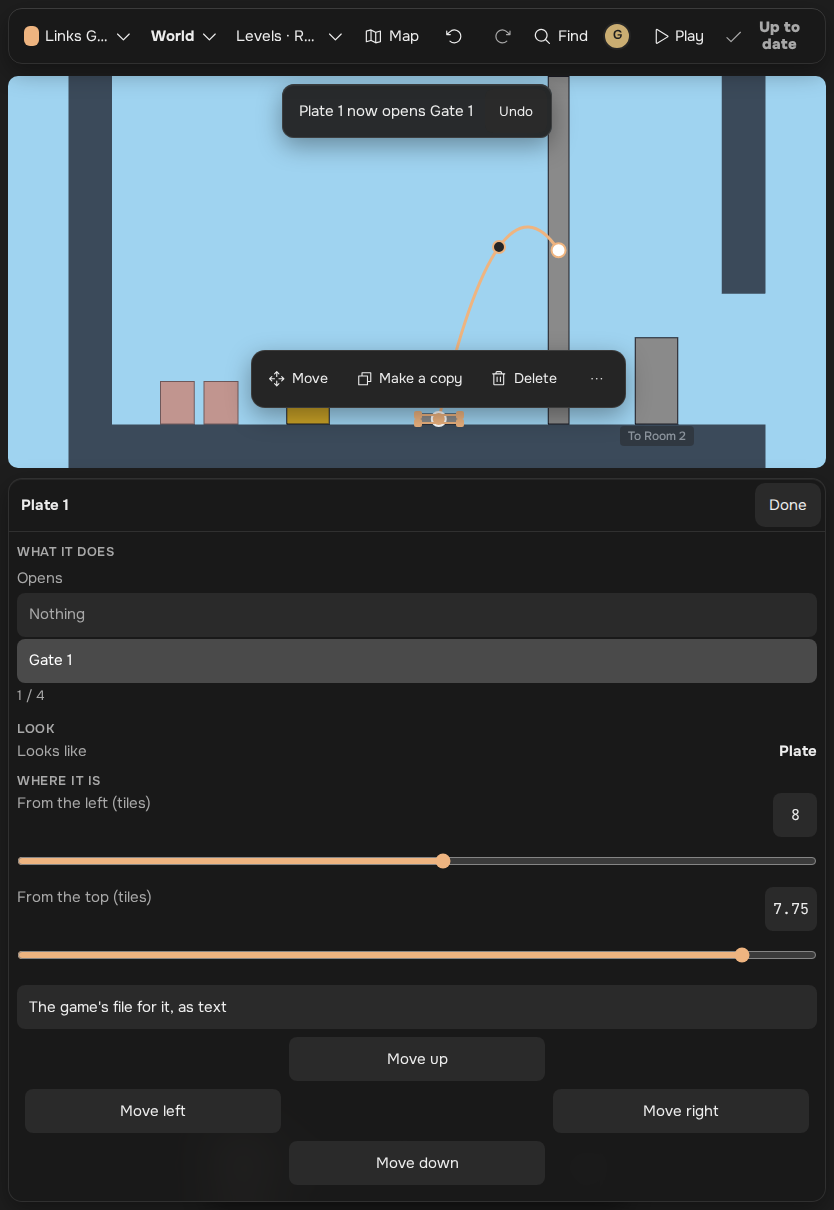 Links G... World Levels · R... Map Find G Play Up to date
Plate 1 now opens Gate 1 Undo
Move Make a copy Delete ...
To Room 2
Plate 1 Done
WHAT IT DOES
Opens
Nothing
Gate 1
1 / 4
LOOK
Looks like Plate
WHERE IT IS
From the left (tiles) 8
From the top (tiles) 7.75
The game's file for it, as text
Move up
Move left Move right
Move down